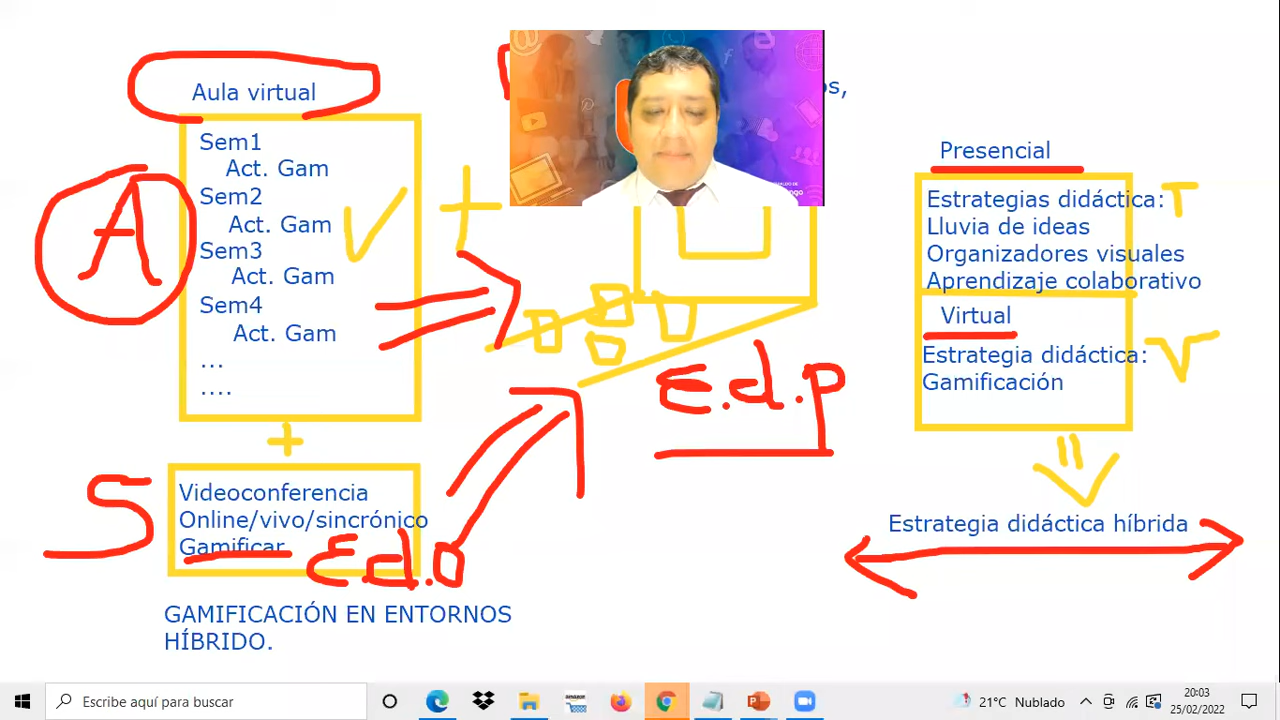 Aula virtual
Sem1
Act. Gam
Sem2
Act. Gam
Sem3
Act. Gam
Sem4
Act. Gam
...
....
A
+
+
Videoconferencia
Online/vivo/sincrónico
Gamificar
S
E.d.O
GAMIFICACIÓN EN ENTORNOS
HÍBRIDO.
os,
E.d.p
Presencial
Estrategias didáctica:
Lluvia de ideas
Organizadores visuales
Aprendizaje colaborativo
Virtual
Estrategia didáctica:
Gamificación
Estrategia didáctica híbrida
Escribe aquí para buscar
21°C Nublado
20:03
25/02/2022